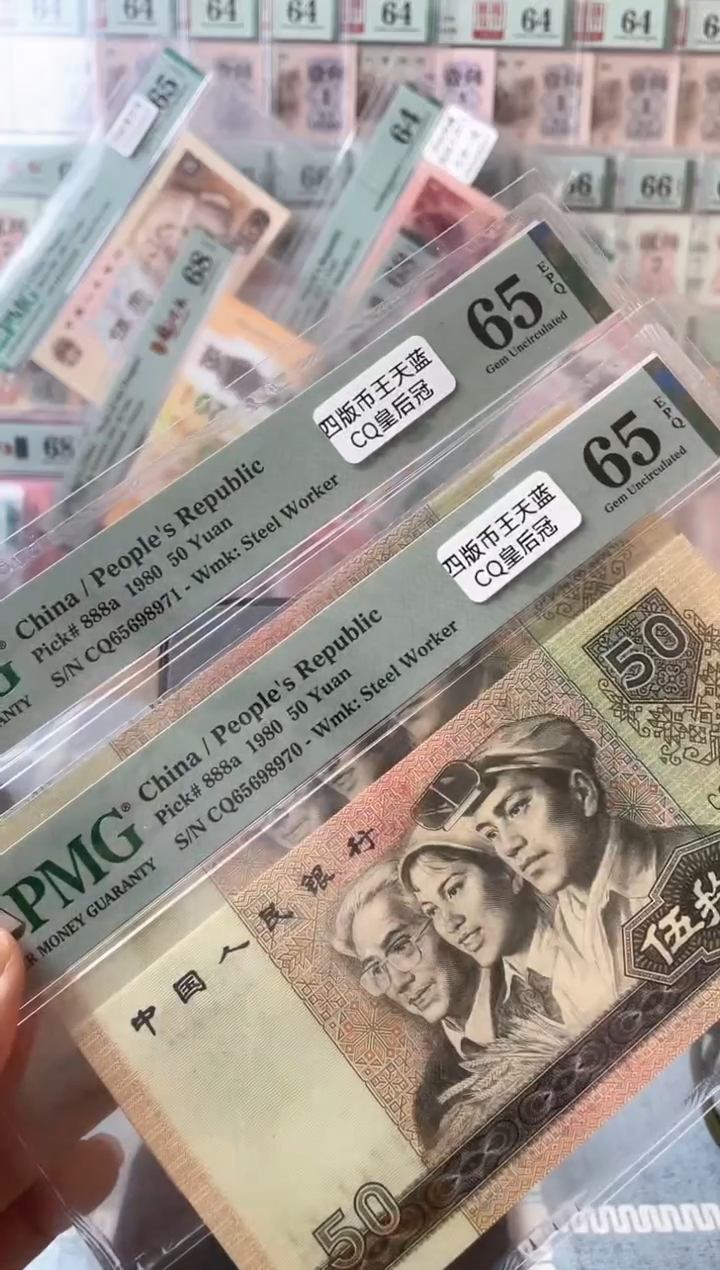 64
64
64
64
64
64
65
64
66
66
68
68
65
EPQ
Gem Uncirculated
四版币王天蓝
CQ皇后冠
China / People's Republic
Pick# 888a 1980 50 Yuan
S/N CQ65698971 - Wmk: Steel Worker
65
EPQ
Gem Uncirculated
四版币王天蓝
CQ皇后冠
PMG®
China / People's Republic
Pick# 888a 1980 50 Yuan
S/N CQ65698970 - Wmk: Steel Worker
MONEY GUARANTY
50
中国人民银行
伍
50